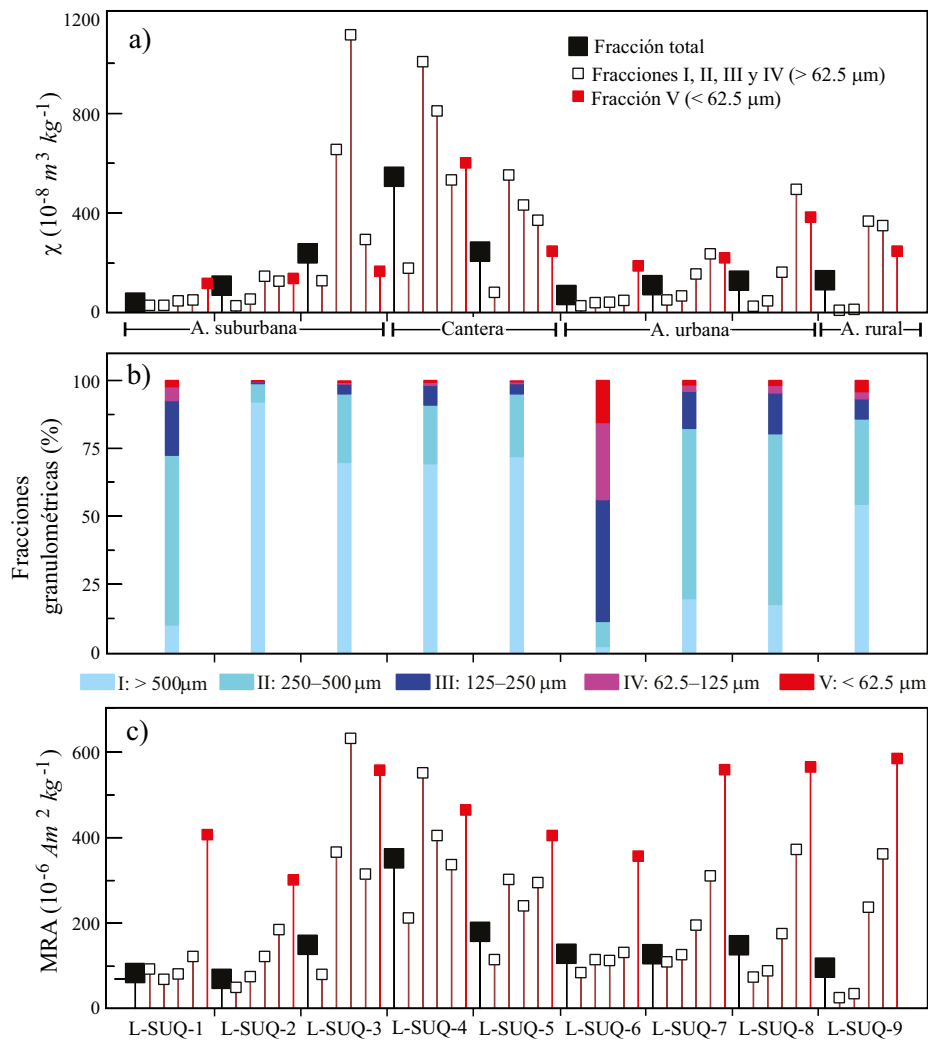 a)
1200
800
400
0
χ (10⁻⁸ m³ kg⁻¹)
Fracción total
Fracciones I, II, III y IV (> 62.5 μm)
Fracción V (< 62.5 μm)
A. suburbana
Cantera
A. urbana
A. rural
b)
100
75
50
25
0
Fracciones
granulométricas (%)
I: > 500μm
II: 250–500 μm
III: 125–250 μm
IV: 62.5–125 μm
V: < 62.5 μm
c)
600
400
200
0
MRA (10⁻⁶ Am² kg⁻¹)
L-SUQ-1
L-SUQ-2
L-SUQ-3
L-SUQ-4
L-SUQ-5
L-SUQ-6
L-SUQ-7
L-SUQ-8
L-SUQ-9